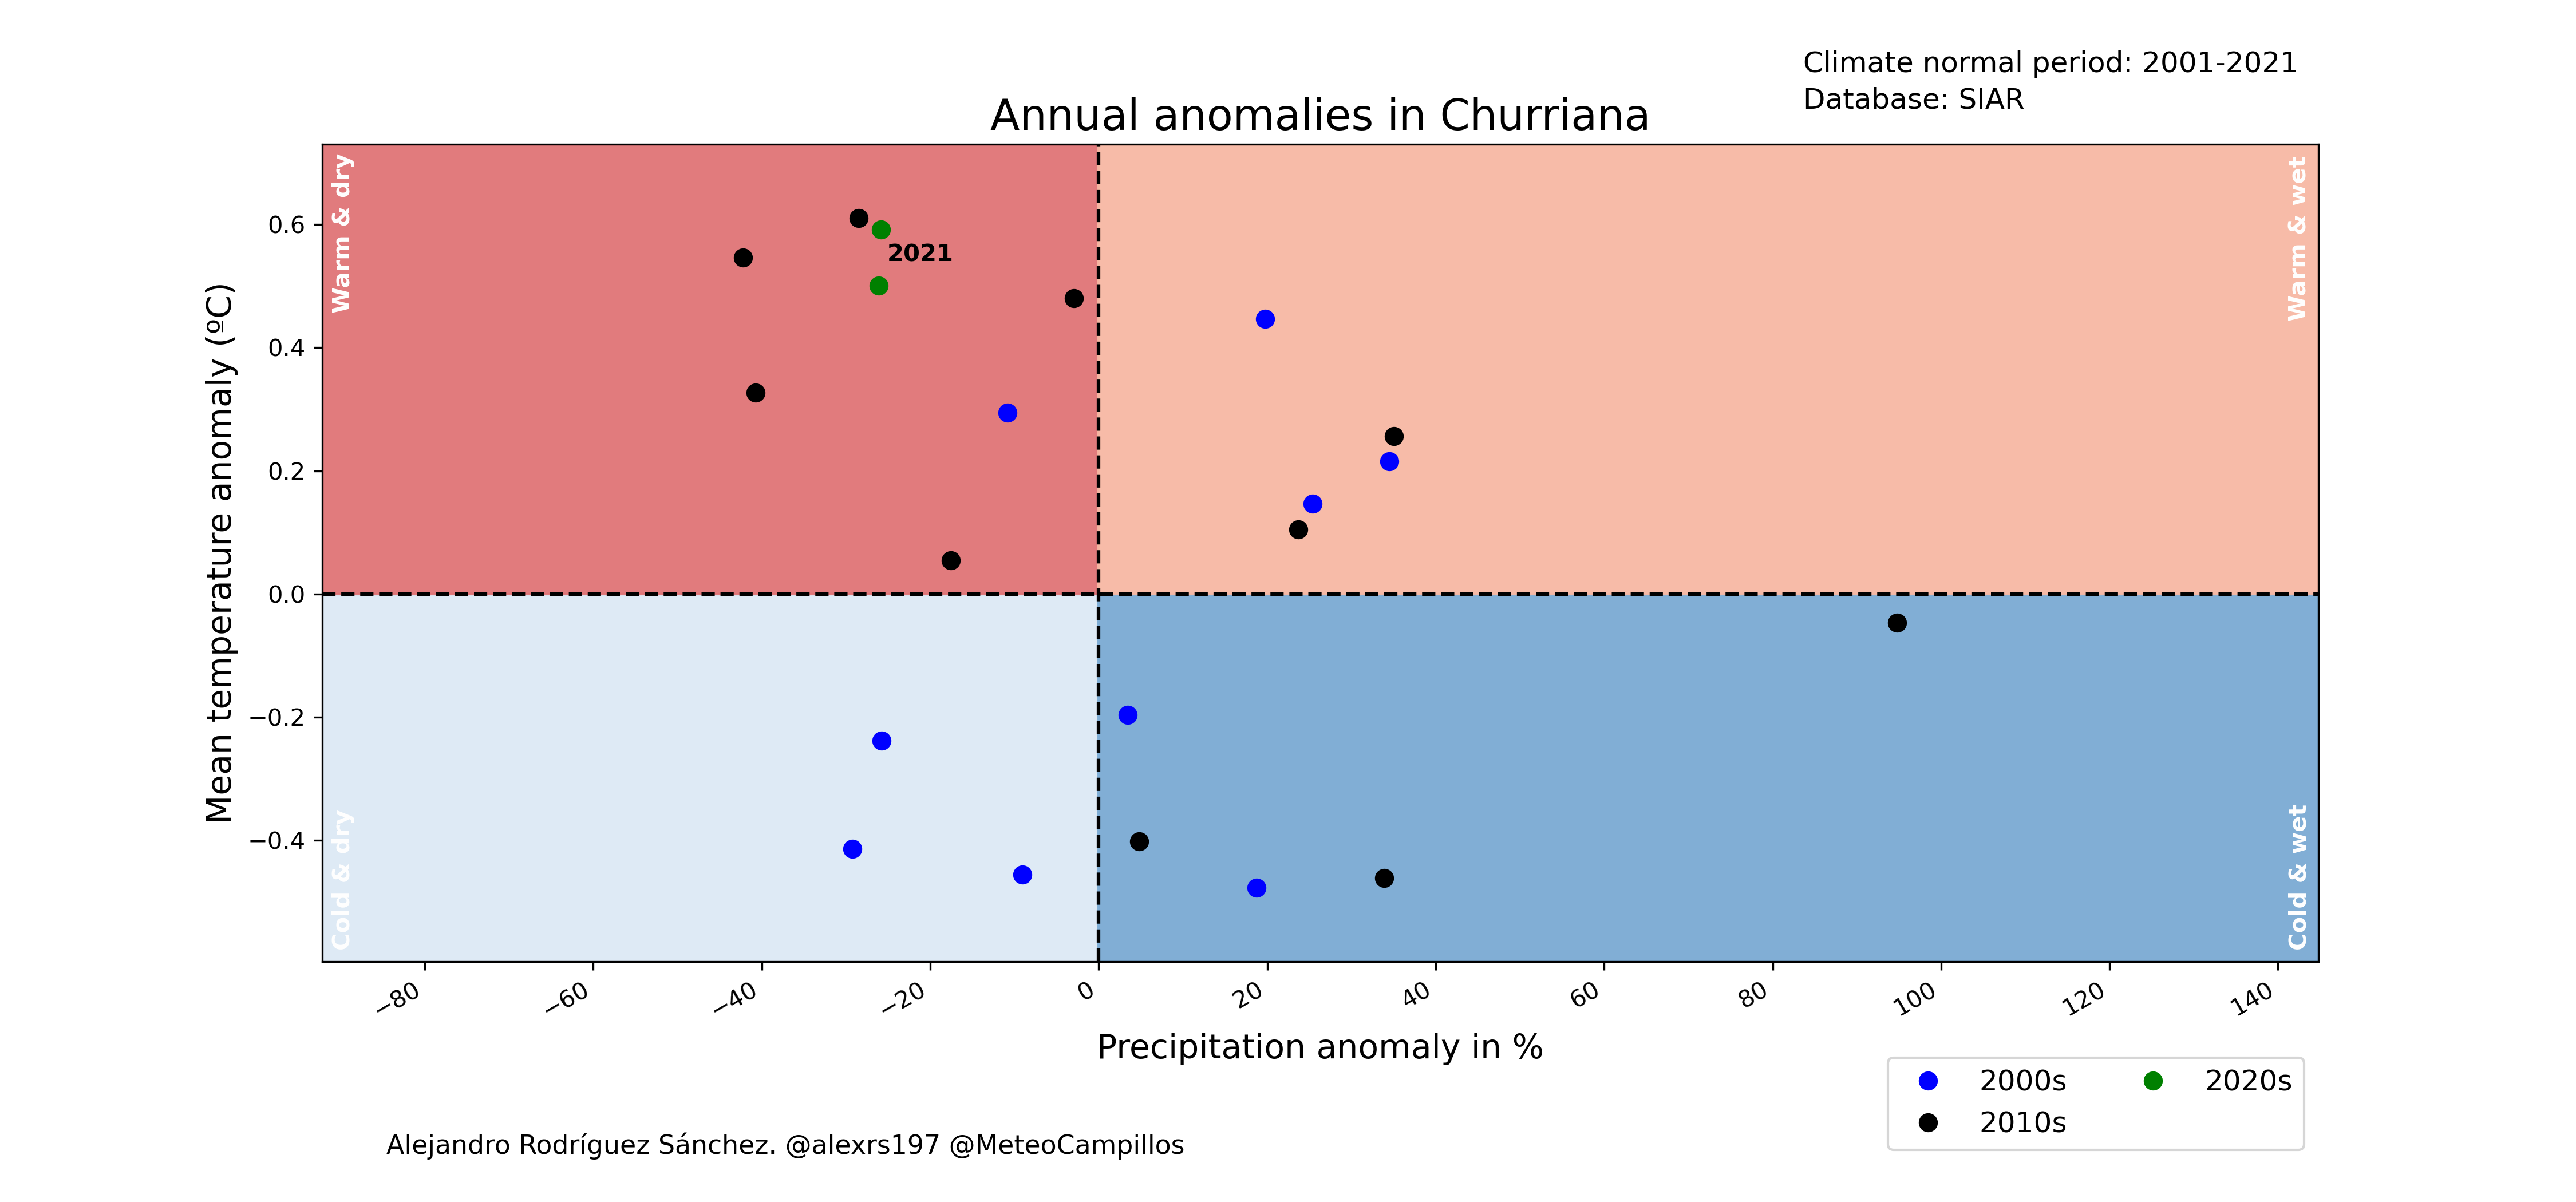 Climate normal period: 2001-2021
Database: SIAR
Annual anomalies in Churriana
Warm & dry
Warm & wet
2021
Cold & dry
Cold & wet
Mean temperature anomaly (ºC)
0.6
0.4
0.2
0.0
−0.2
−0.4
−80
−60
−40
−20
0
20
40
60
80
100
120
140
Precipitation anomaly in %
2000s
2010s
2020s
Alejandro Rodríguez Sánchez. @alexrs197 @MeteoCampillos